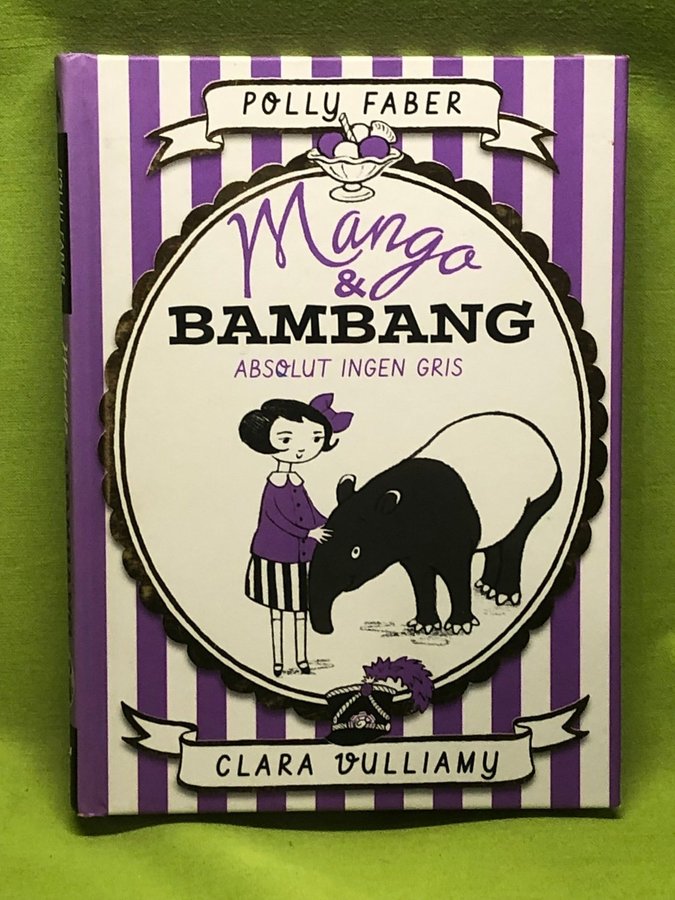 POLLY FABER
Mango
&
BAMBANG
ABSOLUT INGEN GRIS
CLARA VULLIAMY